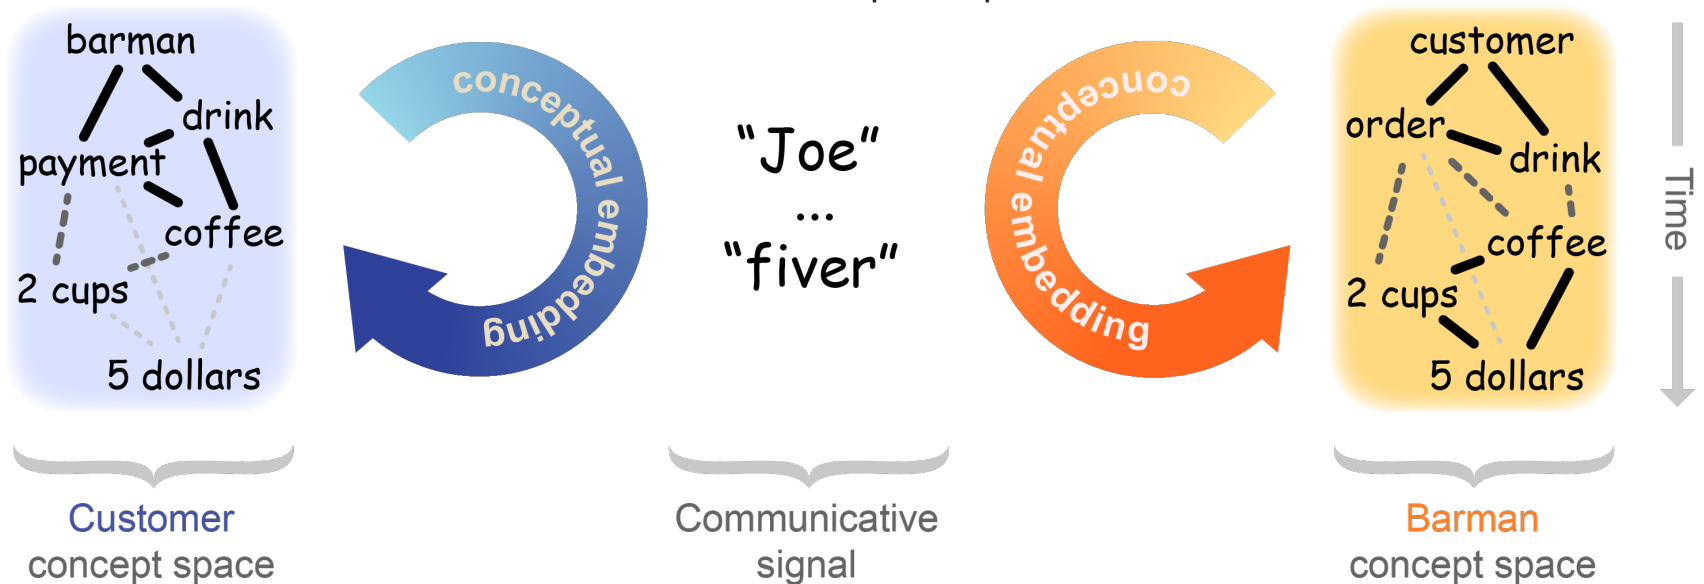 barman
drink
payment
coffee
2 cups
5 dollars
conceptual embedding
“Joe”
...
“fiver”
conceptual embedding
customer
order
drink
coffee
2 cups
5 dollars
Time
Customer
concept space
Communicative
signal
Barman
concept space